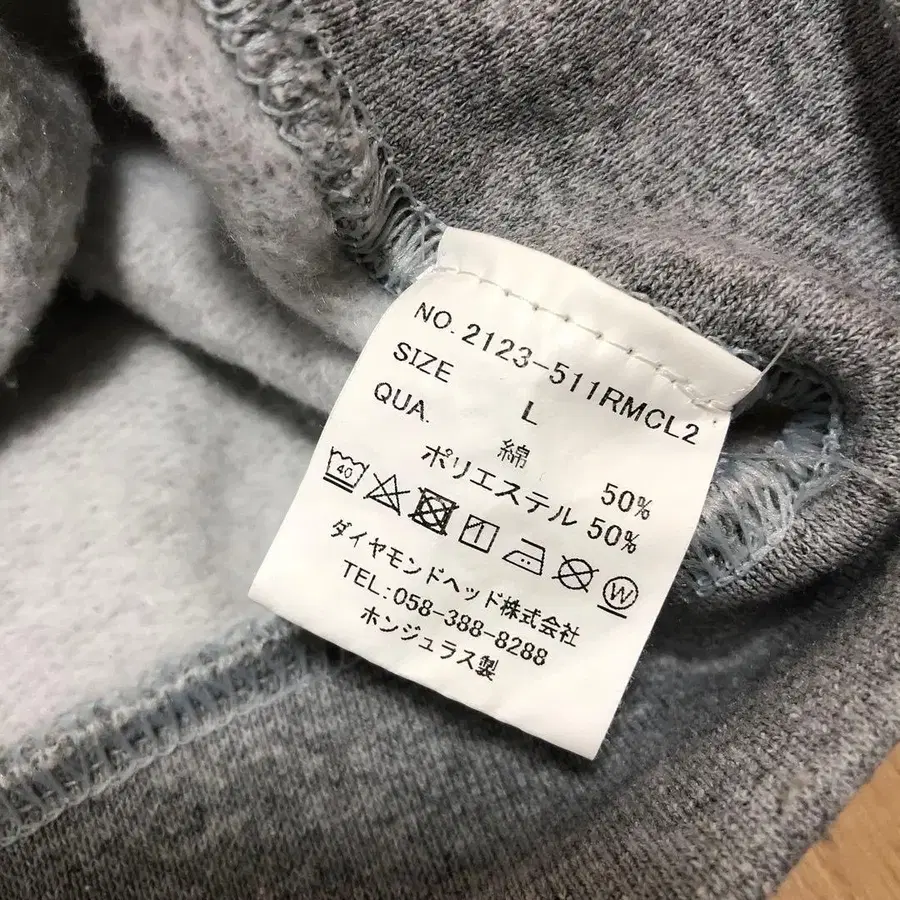 NO. 2123-511RMCL2
SIZE L
QUA. 綿 50%
ポリエステル 50%
40 W
ダイヤモンドヘッド株式会社
TEL:058-388-8288
ホンジュラス製